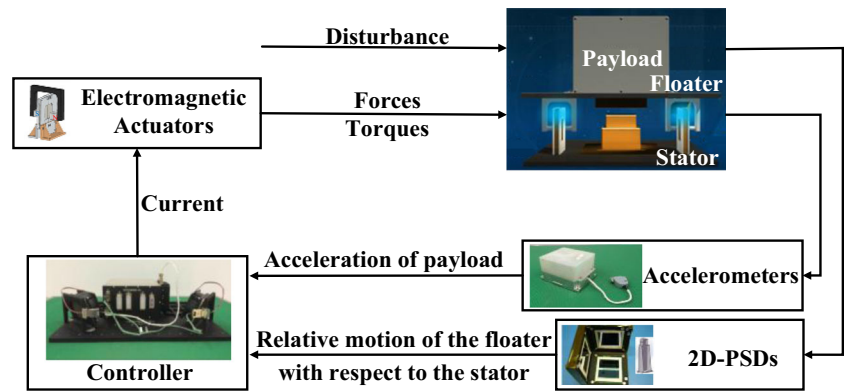 Disturbance
Payload
Floater
Electromagnetic
Actuators
Forces
Torques
Stator
Current
Acceleration of payload
Accelerometers
Relative motion of the floater
with respect to the stator
2D-PSDs
Controller